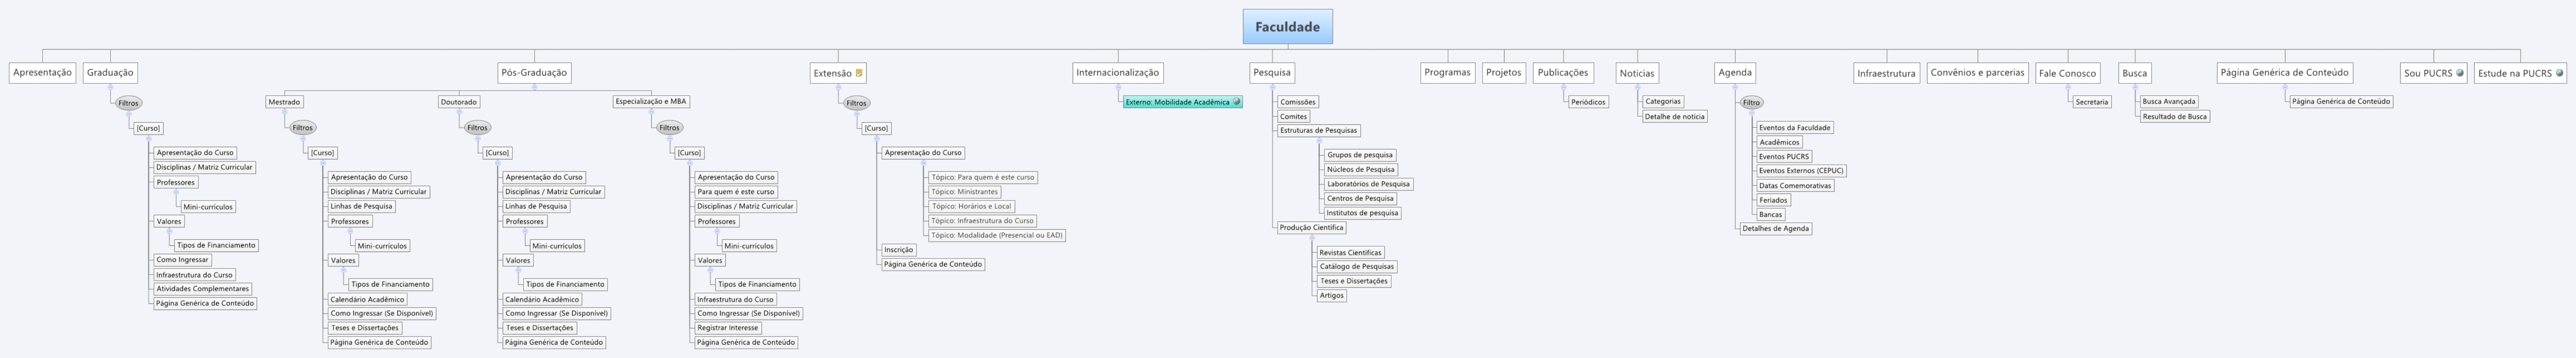 Faculdade
Apresentação
Graduação
Filtros
[Curso]
Apresentação do Curso
Disciplinas / Matriz Curricular
Professores
Mini-currículos
Valores
Tipos de Financiamento
Como Ingressar
Infraestrutura do Curso
Atividades Complementares
Página Genérica de Conteúdo
Pós-Graduação
Mestrado
Filtros
[Curso]
Apresentação do Curso
Disciplinas / Matriz Curricular
Linhas de Pesquisa
Professores
Mini-currículos
Valores
Tipos de Financiamento
Calendário Acadêmico
Como Ingressar (Se Disponível)
Teses e Dissertações
Página Genérica de Conteúdo
Doutorado
Filtros
[Curso]
Apresentação do Curso
Disciplinas / Matriz Curricular
Linhas de Pesquisa
Professores
Mini-currículos
Valores
Tipos de Financiamento
Calendário Acadêmico
Como Ingressar (Se Disponível)
Teses e Dissertações
Página Genérica de Conteúdo
Especialização e MBA
Filtros
[Curso]
Apresentação do Curso
Para quem é este curso
Disciplinas / Matriz Curricular
Professores
Mini-currículos
Valores
Tipos de Financiamento
Infraestrutura do Curso
Como Ingressar (Se Disponível)
Registrar Interesse
Página Genérica de Conteúdo
Extensão
Filtros
[Curso]
Apresentação do Curso
Tópico: Para quem é este curso
Tópico: Ministrantes
Tópico: Horários e Local
Tópico: Infraestrutura do Curso
Tópico: Modalidade (Presencial ou EAD)
Inscrição
Página Genérica de Conteúdo
Internacionalização
Externo: Mobilidade Acadêmica
Pesquisa
Comissões
Comites
Estruturas de Pesquisas
Grupos de pesquisa
Núcleos de Pesquisa
Laboratórios de Pesquisa
Centros de Pesquisa
Institutos de pesquisa
Produção Científica
Revistas Científicas
Catálogo de Pesquisas
Teses e Dissertações
Artigos
Programas
Projetos
Publicações
Periódicos
Noticias
Categorias
Detalhe de notícia
Agenda
Filtro
Eventos da Faculdade
Acadêmicos
Eventos PUCRS
Eventos Externos (CEPUC)
Datas Comemorativas
Feriados
Bancas
Detalhes de Agenda
Infraestrutura
Convênios e parcerias
Fale Conosco
Secretaria
Busca
Busca Avançada
Resultado de Busca
Página Genérica de Conteúdo
Página Genérica de Conteúdo
Sou PUCRS
Estude na PUCRS